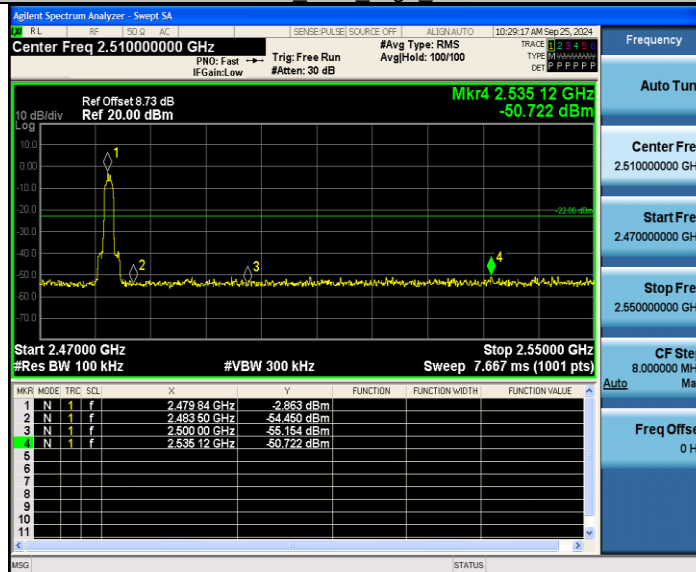 Agilent Spectrum Analyzer - Swept SA
RL RF 50 Ω AC SENSE:PULSE SOURCE OFF ALIGN AUTO 10:29:17 AM Sep 25, 2024
Center Freq 2.510000000 GHz #Avg Type: RMS TRACE 1 2 3 4 5 6
PNO: Fast Trig: Free Run Avg|Hold: 100/100 TYPE
IFGain:Low #Atten: 30 dB DET P P P P P P
Ref Offset 8.73 dB Mkr4 2.535 12 GHz
10 dB/div Ref 20.00 dBm -50.722 dBm
Log
10.0
0.00
-10.0
-20.0
-30.0
-40.0
-50.0
-60.0
-70.0
1
2
3
4
Start 2.47000 GHz Stop 2.55000 GHz
#Res BW 100 kHz #VBW 300 kHz Sweep 7.667 ms (1001 pts)
MKR MODE TRC SCL X Y FUNCTION FUNCTION WIDTH FUNCTION VALUE
1 N 1 f 2.479 84 GHz -2.863 dBm
2 N 1 f 2.483 50 GHz -54.450 dBm
3 N 1 f 2.500 00 GHz -55.154 dBm
4 N 1 f 2.535 12 GHz -50.722 dBm
5
6
7
8
9
10
11
MSG STATUS
Frequency
Auto Tun
Center Fre
2.510000000 GH
Start Fre
2.470000000 GH
Stop Fre
2.550000000 GH
CF Ste
8.000000 MH
Auto Ma
Freq Offse
0 H